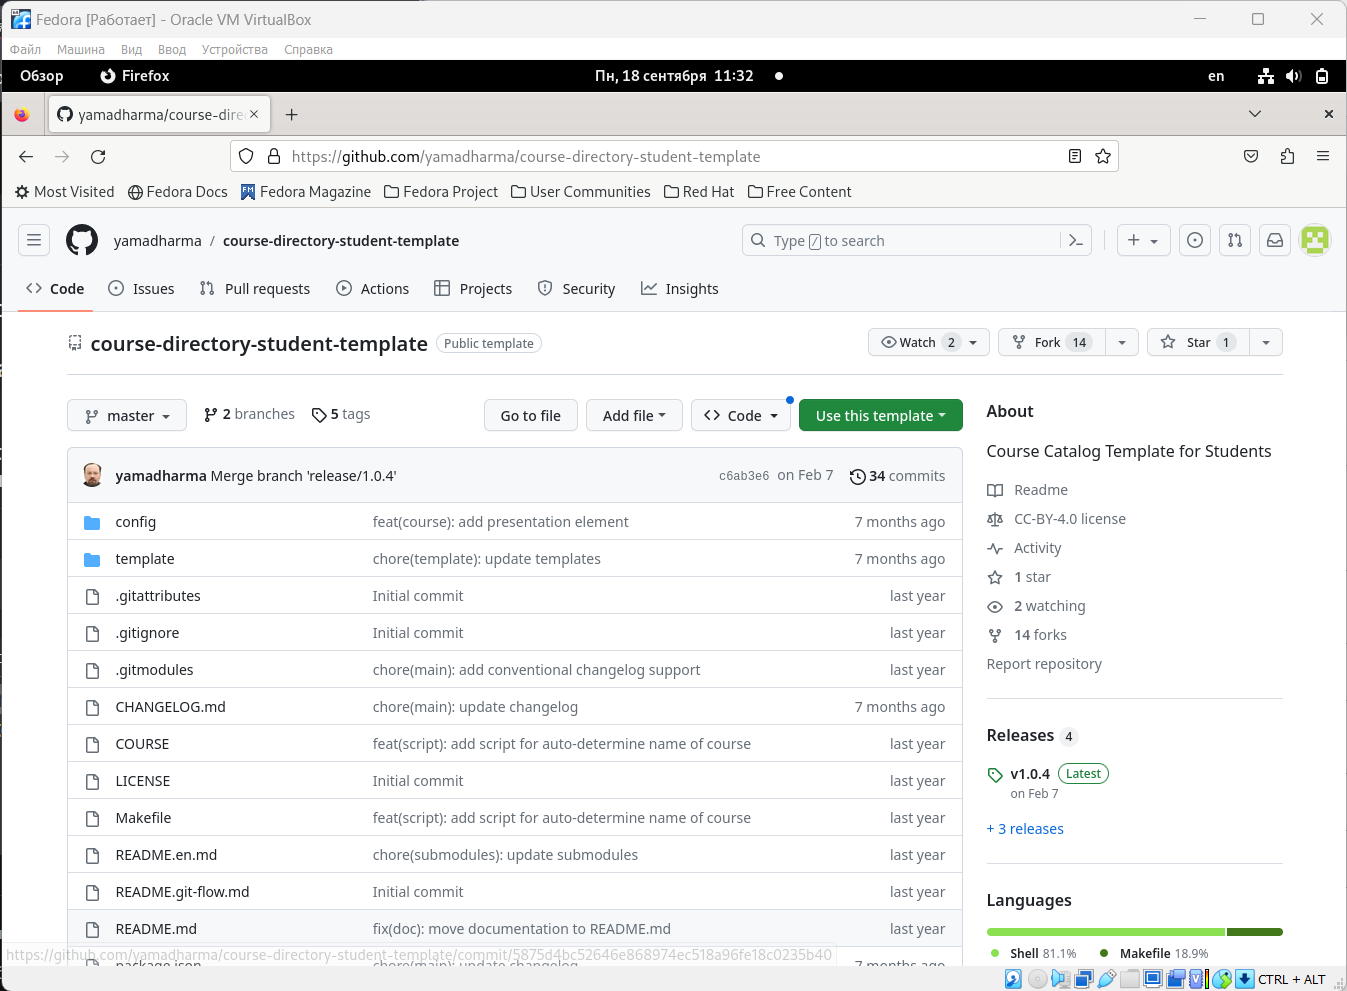 Fedora [Работает] - Oracle VM VirtualBox
Файл Машина Вид Ввод Устройства Справка
Обзор Firefox Пн, 18 сентября 11:32 en
yamadharma/course-dire
https://github.com/yamadharma/course-directory-student-template
Most Visited Fedora Docs Fedora Magazine Fedora Project User Communities Red Hat Free Content
yamadharma / course-directory-student-template Type / to search
Code Issues Pull requests Actions Projects Security Insights
course-directory-student-template Public template Watch 2 Fork 14 Star 1
master 2 branches 5 tags Go to file Add file Code Use this template
yamadharma Merge branch 'release/1.0.4' c6ab3e6 on Feb 7 34 commits
config feat(course): add presentation element 7 months ago
template chore(template): update templates 7 months ago
.gitattributes Initial commit last year
.gitignore Initial commit last year
.gitmodules chore(main): add conventional changelog support last year
CHANGELOG.md chore(main): update changelog 7 months ago
COURSE feat(script): add script for auto-determine name of course last year
LICENSE Initial commit last year
Makefile feat(script): add script for auto-determine name of course last year
README.en.md chore(submodules): update submodules last year
README.git-flow.md Initial commit last year
README.md fix(doc): move documentation to README.md last year
package.json chore(main): update changelog 7 months ago
https://github.com/yamadharma/course-directory-student-template/commit/5875d4bc52646e868974ec518a96fe18c0235b40
About
Course Catalog Template for Students
Readme
CC-BY-4.0 license
Activity
1 star
2 watching
14 forks
Report repository
Releases 4
v1.0.4 Latest
on Feb 7
+ 3 releases
Languages
Shell 81.1% Makefile 18.9%
CTRL + ALT